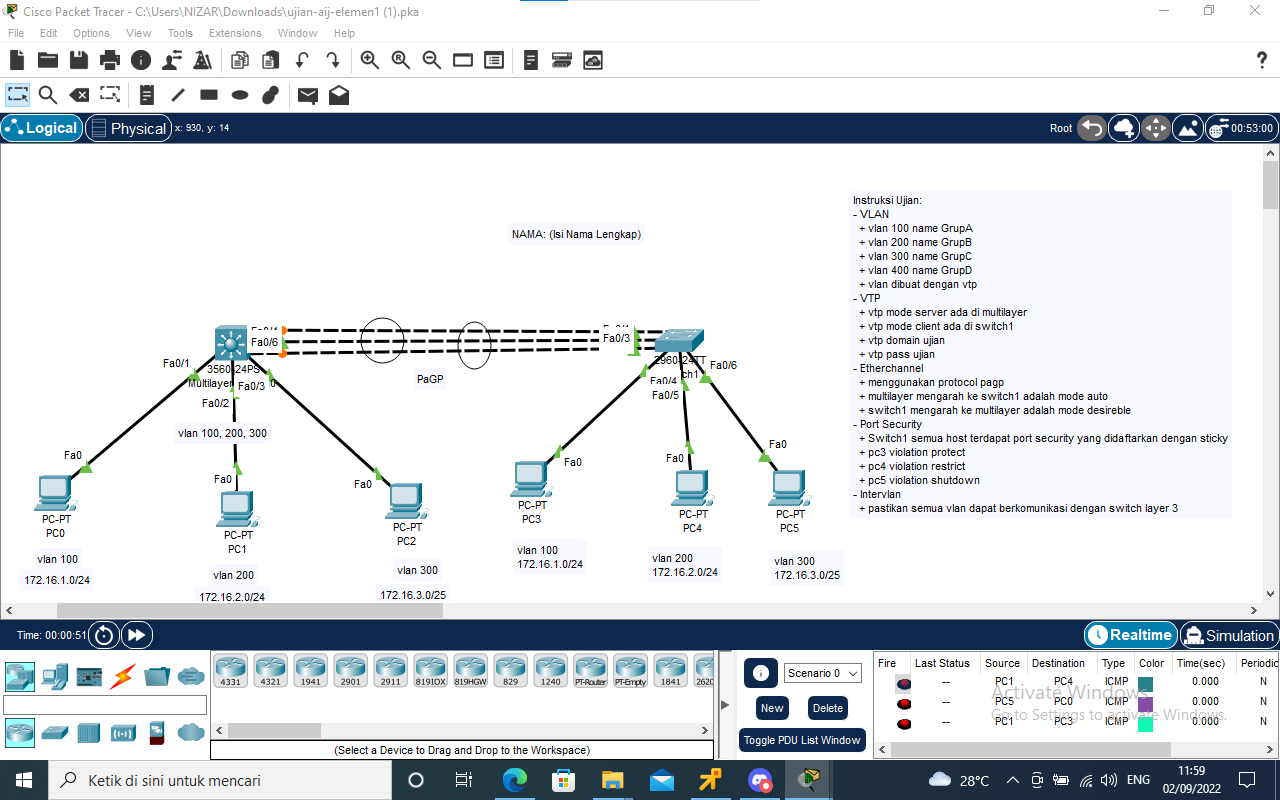 Cisco Packet Tracer - C:\Users\NIZAR\Downloads\ujian-aij-elemen1 (1).pka
File Edit Options View Tools Extensions Window Help
Logical Physical x: 930, y: 14 Root 00:53:00
Instruksi Ujian:
- VLAN
+ vlan 100 name GrupA
+ vlan 200 name GrupB
+ vlan 300 name GrupC
+ vlan 400 name GrupD
+ vlan dibuat dengan vtp
- VTP
+ vtp mode server ada di multilayer
+ vtp mode client ada di switch1
+ vtp domain ujian
+ vtp pass ujian
- Etherchannel
+ menggunakan protocol pagp
+ multilayer mengarah ke switch1 adalah mode auto
+ switch1 mengarah ke multilayer adalah mode desireble
- Port Security
+ Switch1 semua host terdapat port security yang didaftarkan dengan sticky
+ pc3 violation protect
+ pc4 violation restrict
+ pc5 violation shutdown
- Intervlan
+ pastikan semua vlan dapat berkomunikasi dengan switch layer 3
NAMA: (Isi Nama Lengkap)
Fa0/6
Fa0/3
Fa0/1
3560-24PS
Fa0/3
Fa0/2
vlan 100, 200, 300
PaGP
Fa0/6
Fa0/4
Fa0/5
Fa0
Fa0
Fa0
Fa0
Fa0
Fa0
PC-PT
PC0
vlan 100
172.16.1.0/24
PC-PT
PC1
vlan 200
172.16.2.0/24
PC-PT
PC2
vlan 300
172.16.3.0/25
PC-PT
PC3
vlan 100
172.16.1.0/24
PC-PT
PC4
vlan 200
172.16.2.0/24
PC-PT
PC5
vlan 300
172.16.3.0/25
Time: 00:00:51
Realtime Simulation
4331 4321 1941 2901 2911 819IOX 819HGW 829 1240 PT-Router PT-Empty 1841 2620
(Select a Device to Drag and Drop to the Workspace)
Scenario 0
New Delete
Toggle PDU List Window
Fire Last Status Source Destination Type Color Time(sec) Periodic
-- PC1 PC4 ICMP 0.000 N
-- PC5 PC0 ICMP 0.000 N
-- PC1 PC3 ICMP 0.000 N
Activate Windows
Go to Settings to activate Windows.
Ketik di sini untuk mencari
28°C ENG
11:59
02/09/2022